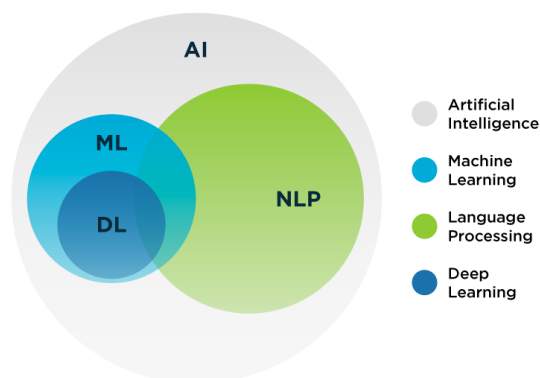 AI
ML
DL
NLP
Artificial
Intelligence
Machine
Learning
Language
Processing
Deep
Learning